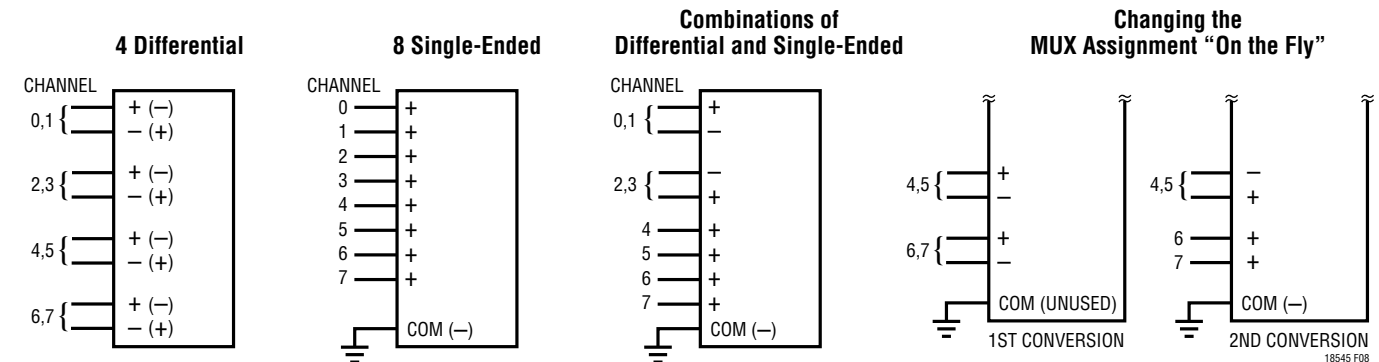 4 Differential
CHANNEL
0,1 { + (–)
– (+)
2,3 { + (–)
– (+)
4,5 { + (–)
– (+)
6,7 { + (–)
– (+)
8 Single-Ended
CHANNEL
0 +
1 +
2 +
3 +
4 +
5 +
6 +
7 +
COM (–)
Combinations of
Differential and Single-Ended
CHANNEL
0,1 { +
–
2,3 { –
+
4 +
5 +
6 +
7 +
COM (–)
Changing the
MUX Assignment “On the Fly”
4,5 { +
–
6,7 { +
–
COM (UNUSED)
1ST CONVERSION
4,5 { –
+
6 +
7 +
COM (–)
2ND CONVERSION
18545 F08